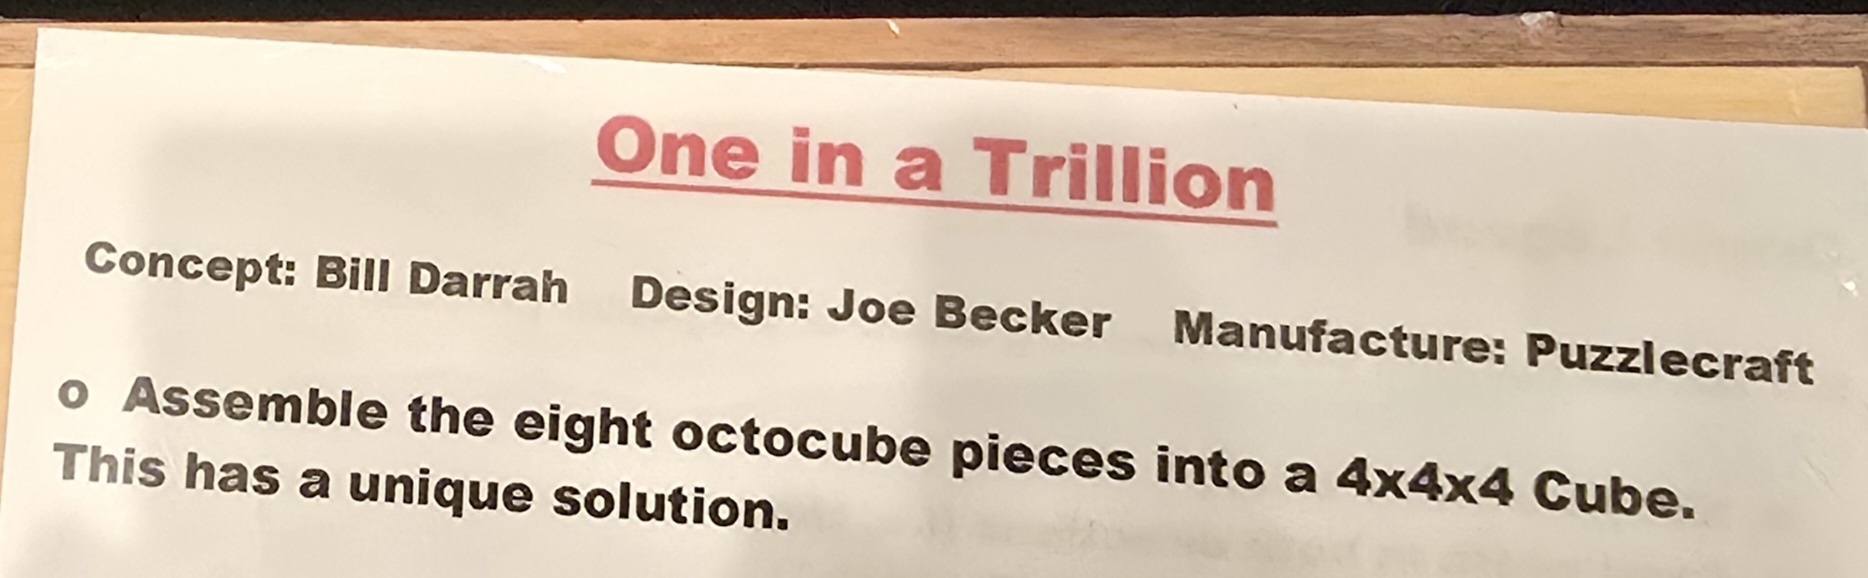 One in a Trillion
Concept: Bill Darrah Design: Joe Becker Manufacture: Puzzlecraft
o Assemble the eight octocube pieces into a 4x4x4 Cube.
This has a unique solution.